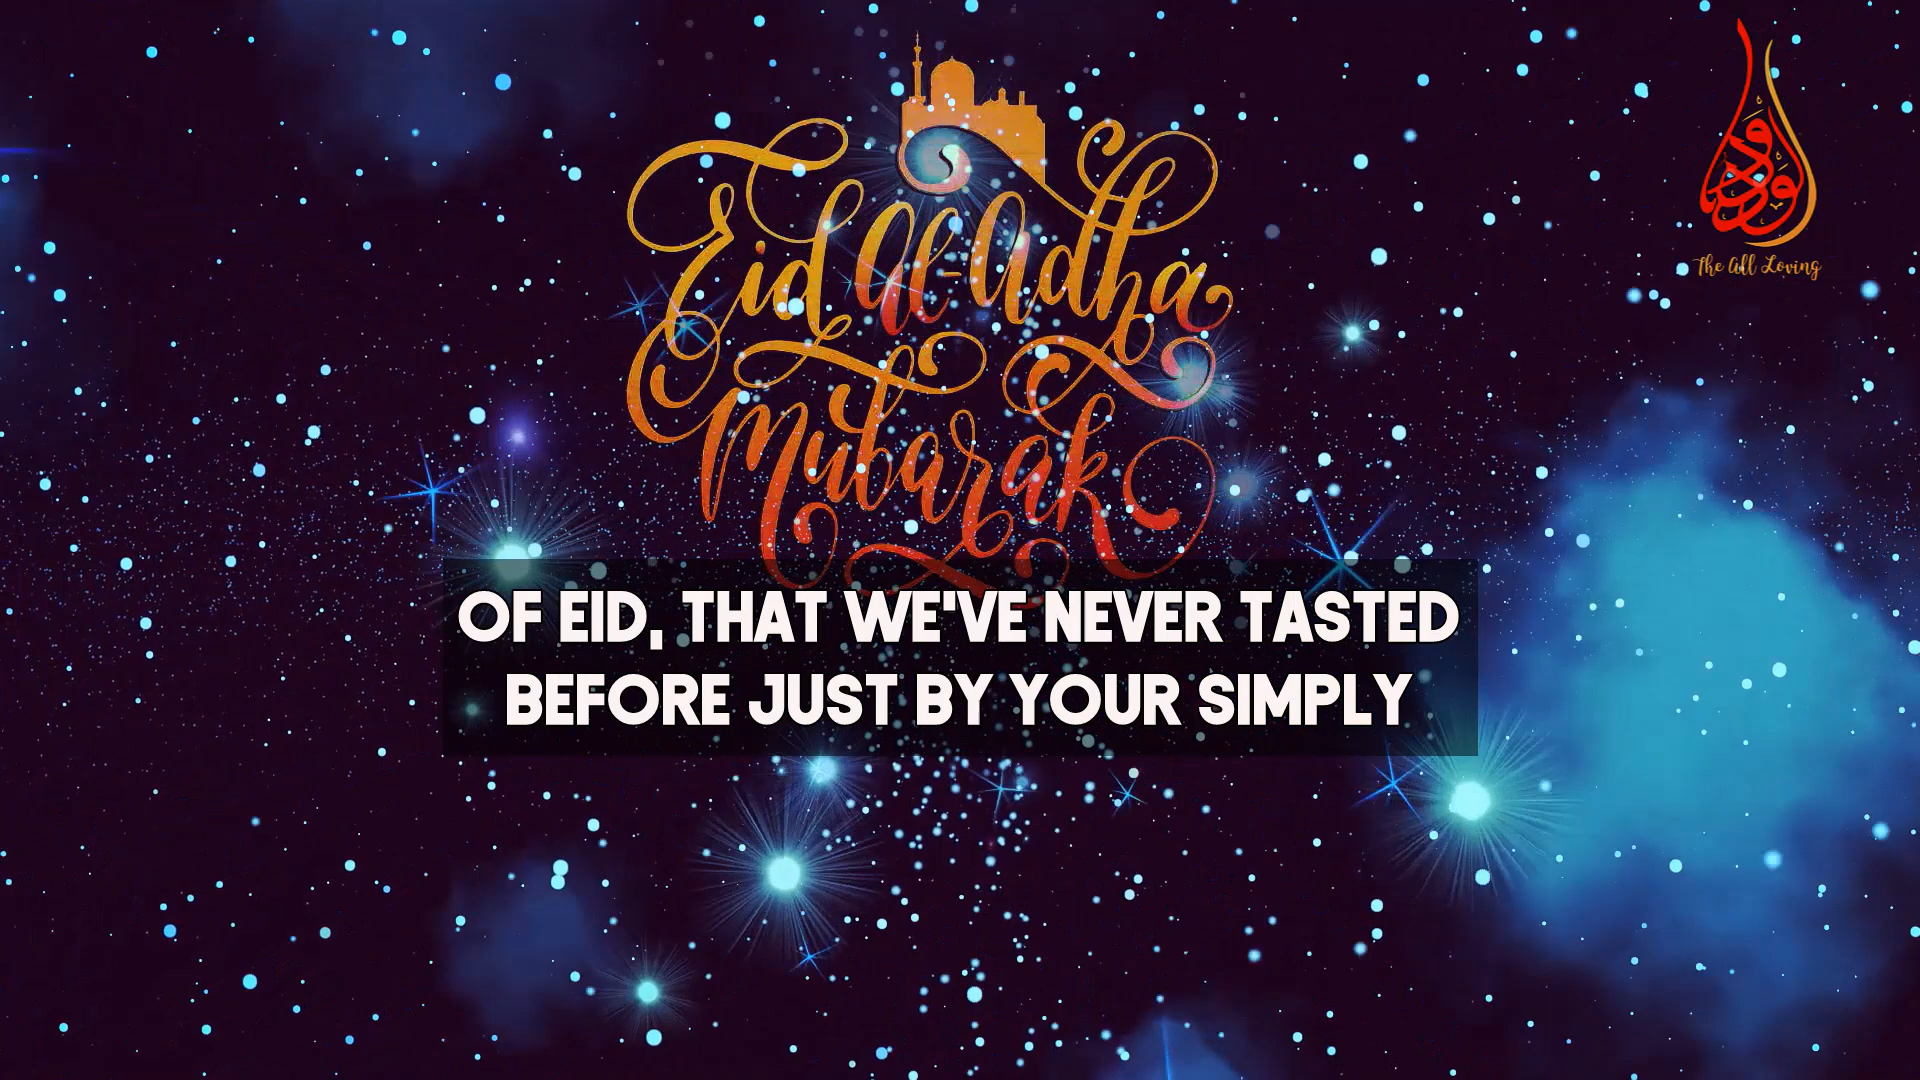 Eid al-Adha
Mubarak
ودود
The All Loving
OF EID, THAT WE'VE NEVER TASTED
BEFORE JUST BY YOUR SIMPLY